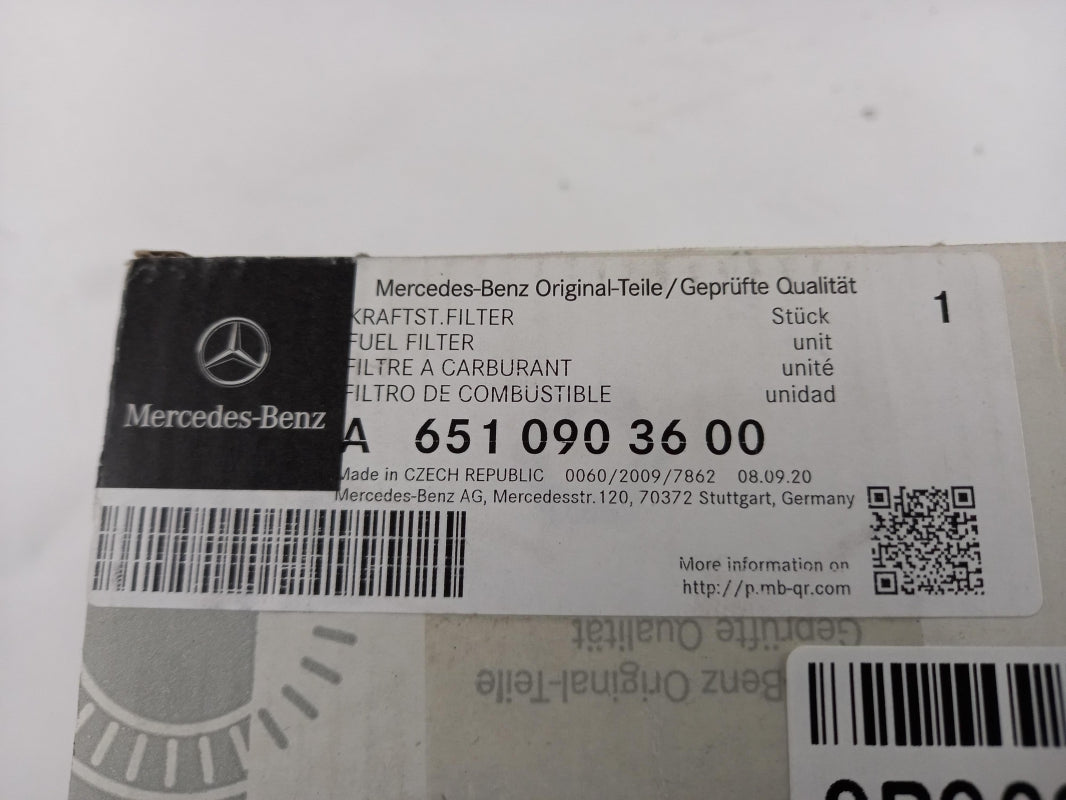 Mercedes-Benz Original-Teile/Geprüfte Qualität
KRAFTST.FILTER Stück 1
FUEL FILTER unit
FILTRE A CARBURANT unité
FILTRO DE COMBUSTIBLE unidad
Mercedes-Benz
A 651 090 36 00
Made in CZECH REPUBLIC 0060/2009/7862 08.09.20
Mercedes-Benz AG, Mercedesstr.120, 70372 Stuttgart, Germany
More information on
http://p.mb-qr.com
Geprüfte Qualität
Benz Original-Teile